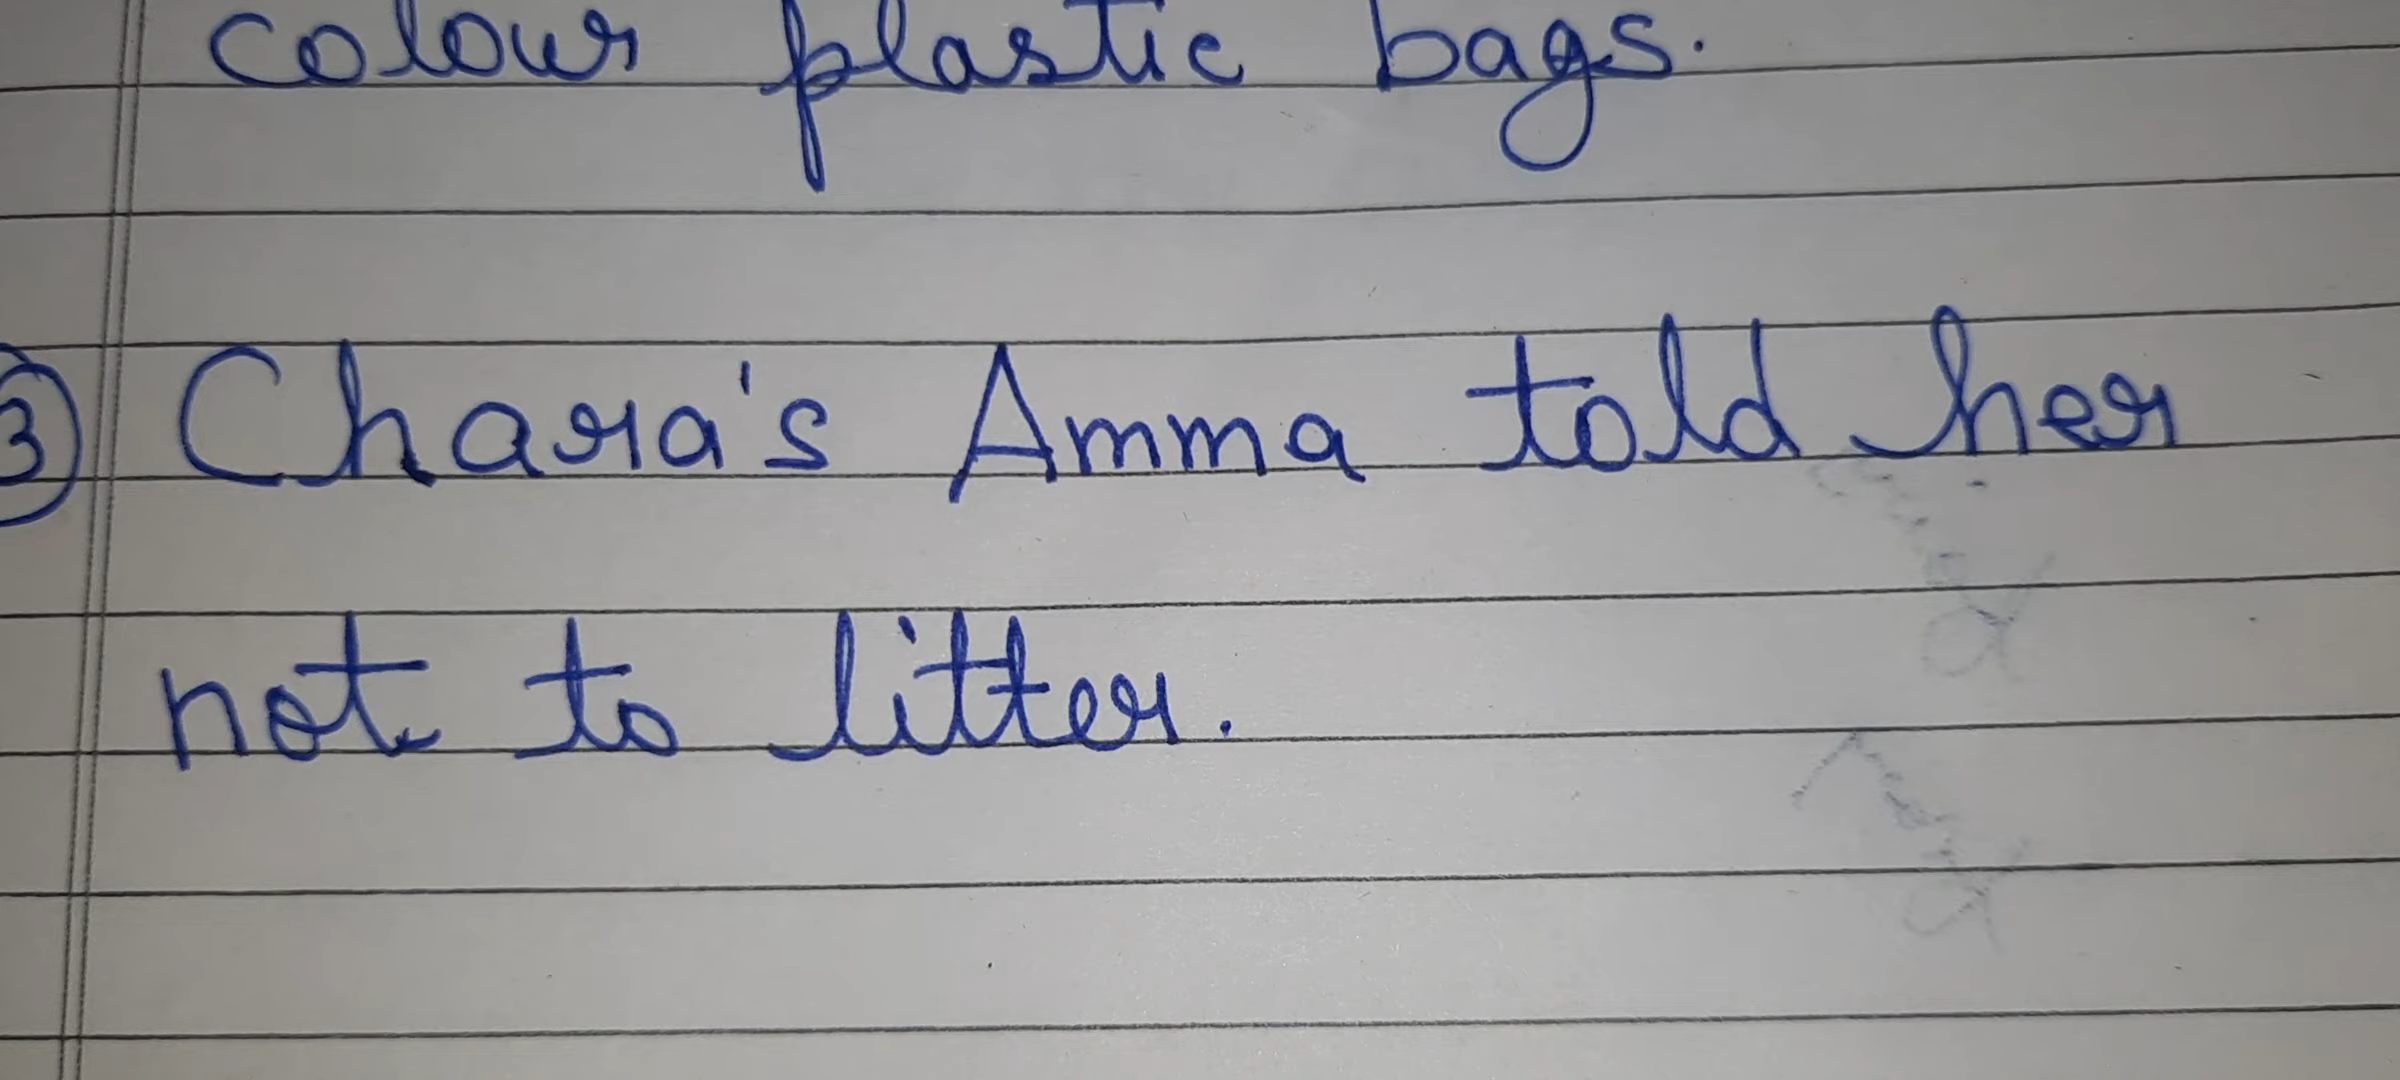 colour plastic bags.
③ Chara's Amma told her
not to litter.